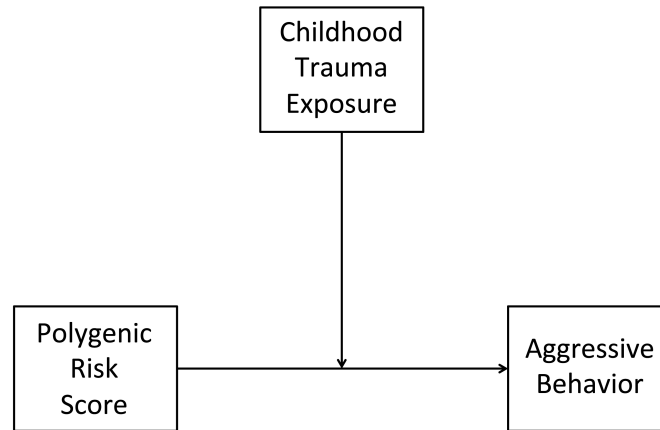 Childhood
Trauma
Exposure
Polygenic
Risk
Score
Aggressive
Behavior